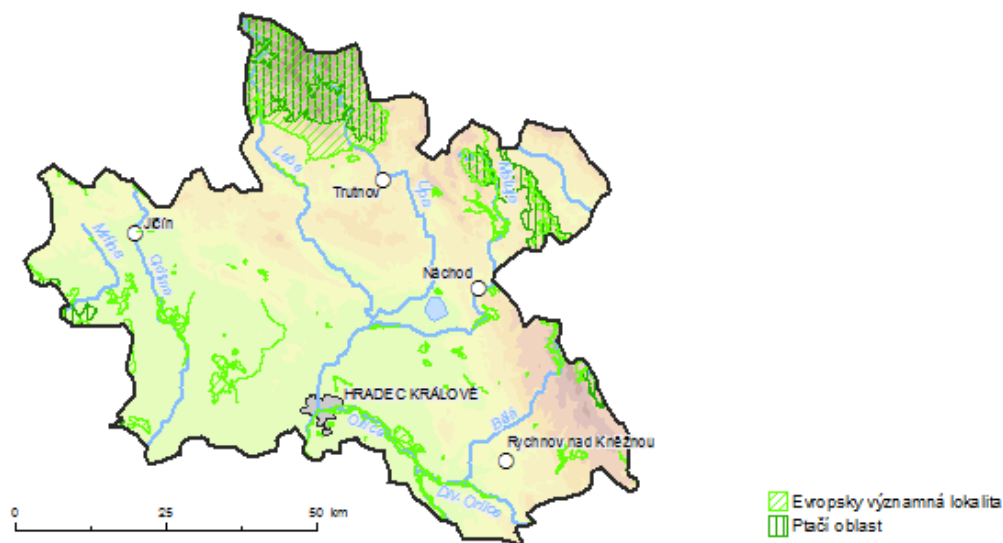 Labe
Úpa
Metuje
Trutnov
Jičín
Mrlina
Cidlina
Náchod
HRADEC KRÁLOVÉ
Orlice
Bělá
Rychnov nad Kněžnou
Div. Orlice
0 25 50 km
Evropsky významná lokalita
Ptačí oblast